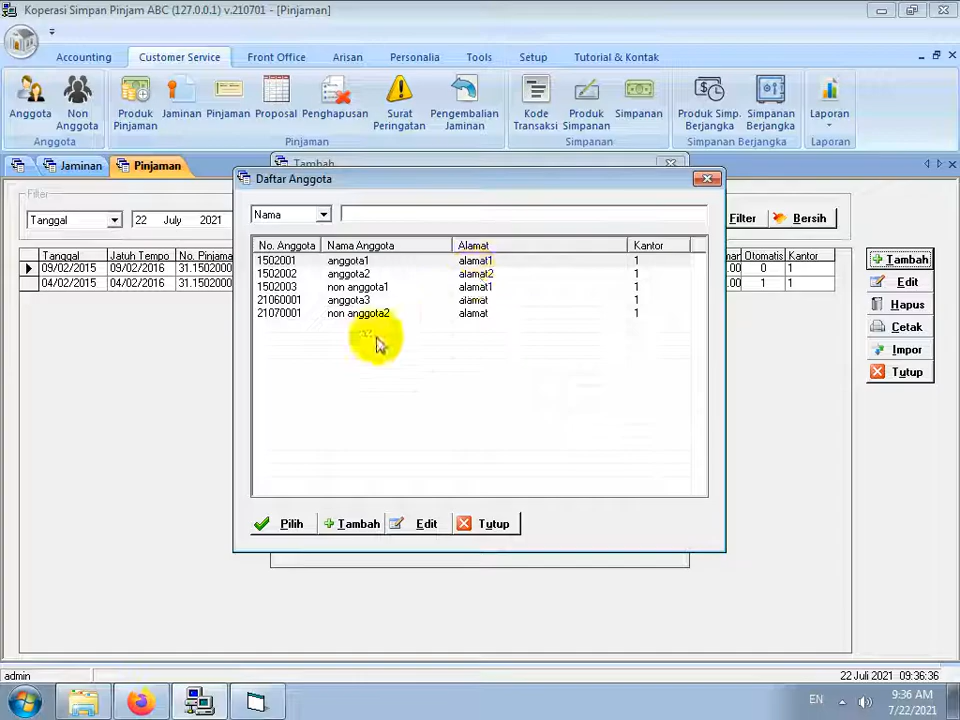 Koperasi Simpan Pinjam ABC (127.0.0.1) v.210701 - [Pinjaman]
Accounting Customer Service Front Office Arisan Personalia Tools Setup Tutorial & Kontak
Anggota Non Anggota Produk Pinjaman Jaminan Pinjaman Proposal Penghapusan Surat Peringatan Pengembalian Jaminan Kode Transaksi Produk Simpanan Simpanan Produk Simp. Berjangka Simpanan Berjangka Laporan
Anggota Pinjaman Simpanan Simpanan Berjangka Laporan
Jaminan Pinjaman Tambah
Daftar Anggota
Filter
Tanggal 22 July 2021 Filter Bersih
Nama
Tanggal Jatuh Tempo No. Pinjama Otomatis Kantor
09/02/2015 09/02/2016 31.1502000 .00 0 1
04/02/2015 04/02/2016 31.1502000 .00 1 1
No. Anggota Nama Anggota Alamat Kantor
1502001 anggota1 alamat1 1
1502002 anggota2 alamat2 1
1502003 non anggota1 alamat1 1
21060001 anggota3 alamat 1
21070001 non anggota2 alamat 1
Tambah
Edit
Hapus
Cetak
Impor
Tutup
Pilih Tambah Edit Tutup
admin 22 Juli 2021 09:36:36
EN 9:36 AM
7/22/2021